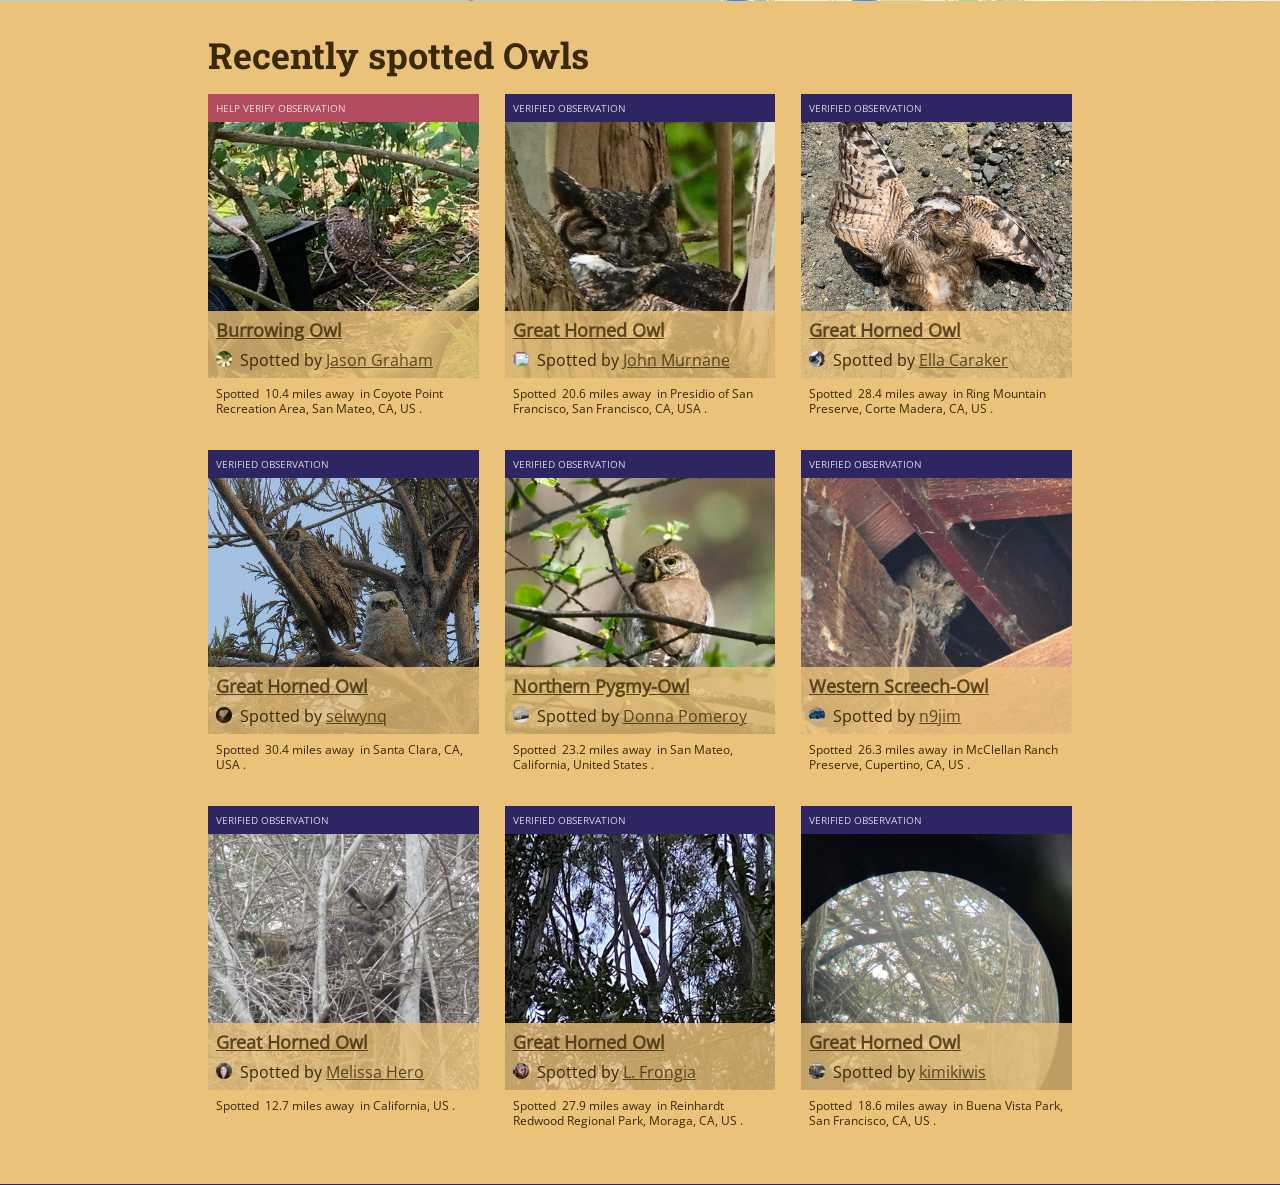 Recently spotted Owls
HELP VERIFY OBSERVATION
Burrowing Owl
Spotted by Jason Graham
Spotted 10.4 miles away in Coyote Point
Recreation Area, San Mateo, CA, US .
VERIFIED OBSERVATION
Great Horned Owl
Spotted by John Murnane
Spotted 20.6 miles away in Presidio of San
Francisco, San Francisco, CA, USA .
VERIFIED OBSERVATION
Great Horned Owl
Spotted by Ella Caraker
Spotted 28.4 miles away in Ring Mountain
Preserve, Corte Madera, CA, US .
VERIFIED OBSERVATION
Great Horned Owl
Spotted by selwynq
Spotted 30.4 miles away in Santa Clara, CA,
USA .
VERIFIED OBSERVATION
Northern Pygmy-Owl
Spotted by Donna Pomeroy
Spotted 23.2 miles away in San Mateo,
California, United States .
VERIFIED OBSERVATION
Western Screech-Owl
Spotted by n9jim
Spotted 26.3 miles away in McClellan Ranch
Preserve, Cupertino, CA, US .
VERIFIED OBSERVATION
Great Horned Owl
Spotted by Melissa Hero
Spotted 12.7 miles away in California, US .
VERIFIED OBSERVATION
Great Horned Owl
Spotted by L. Frongia
Spotted 27.9 miles away in Reinhardt
Redwood Regional Park, Moraga, CA, US .
VERIFIED OBSERVATION
Great Horned Owl
Spotted by kimikiwis
Spotted 18.6 miles away in Buena Vista Park,
San Francisco, CA, US .